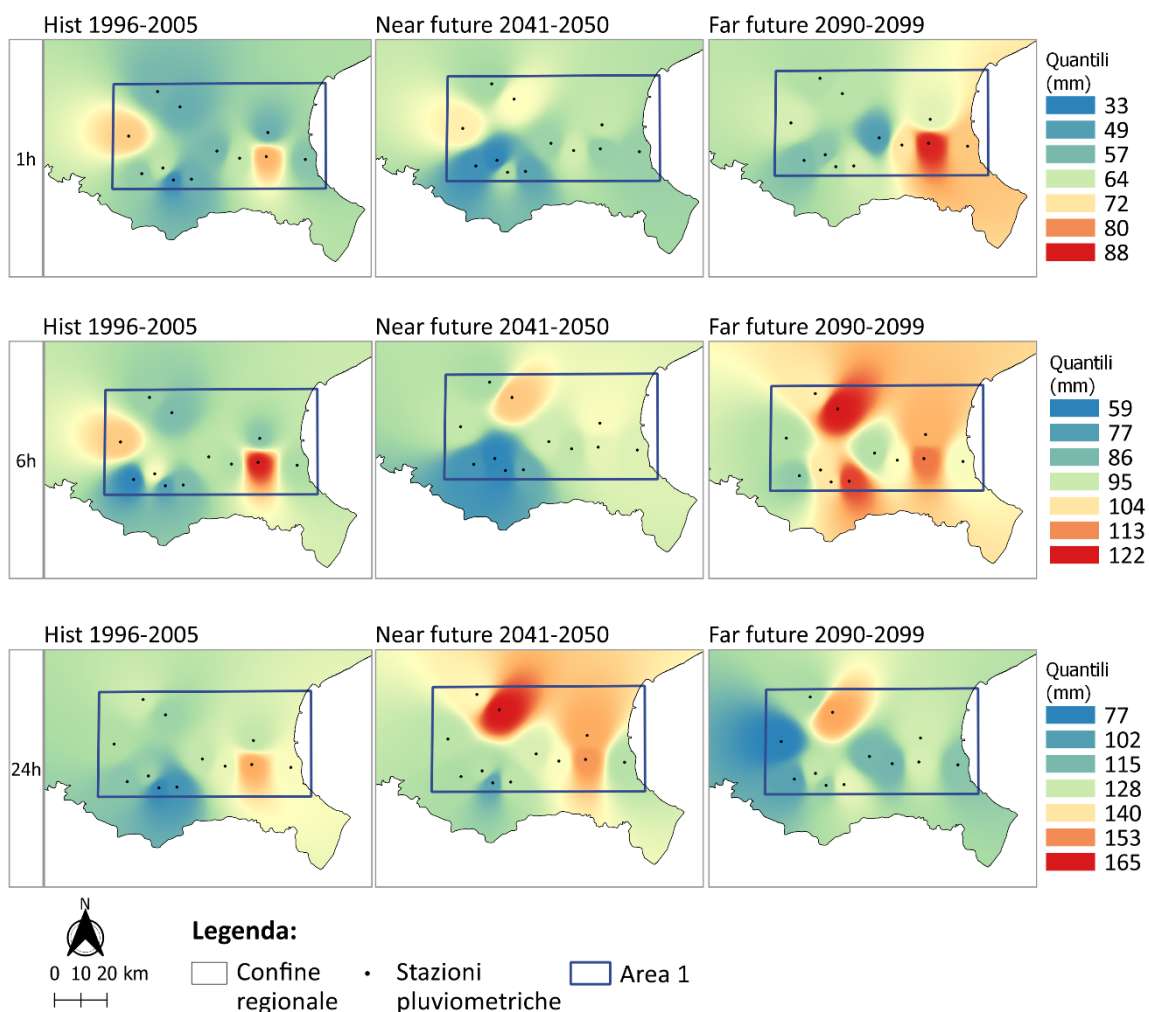 Hist 1996-2005
Near future 2041-2050
Far future 2090-2099
1h
Quantili
(mm)
33
49
57
64
72
80
88
Hist 1996-2005
Near future 2041-2050
Far future 2090-2099
6h
Quantili
(mm)
59
77
86
95
104
113
122
Hist 1996-2005
Near future 2041-2050
Far future 2090-2099
24h
Quantili
(mm)
77
102
115
128
140
153
165
N
0 10 20 km
Legenda:
Confine
regionale
Stazioni
pluviometriche
Area 1